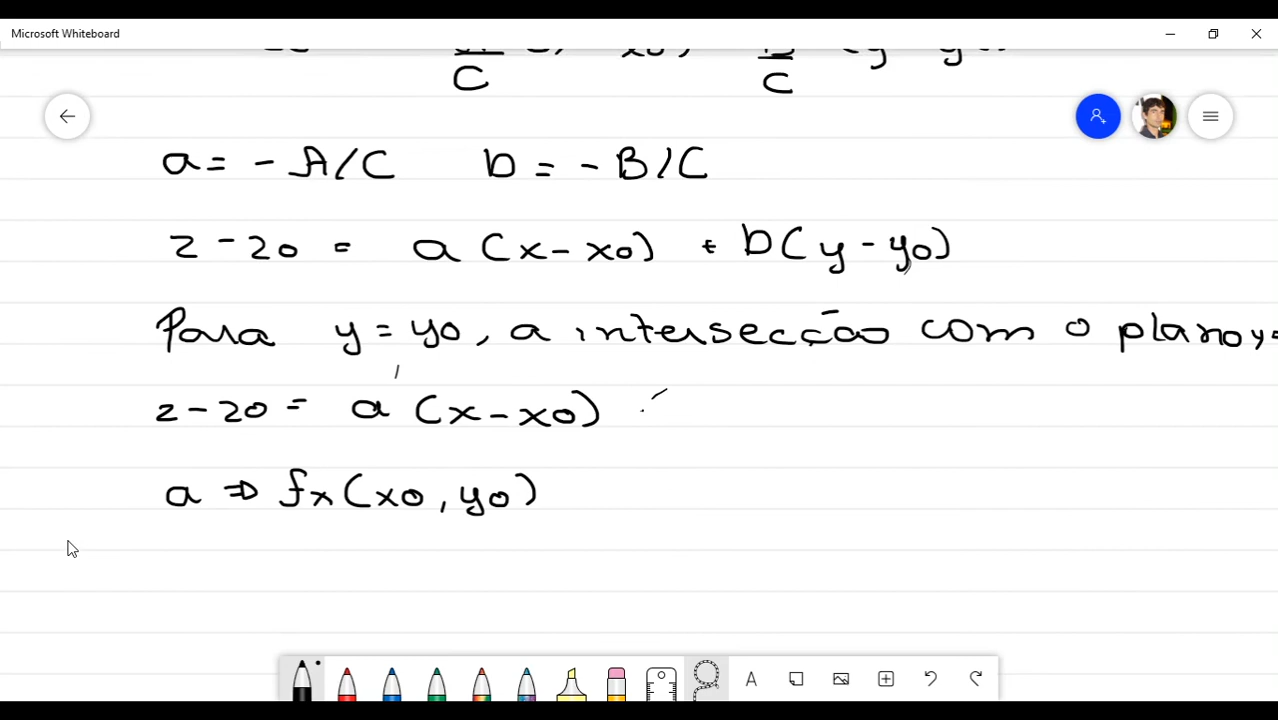 Microsoft Whiteboard
C C
a = - A/C b = - B/C
z - z0 = a (x - x0) + b (y - y0)
Para y = y0, a intersecção com o plano y=
z - z0 = a (x - x0)
a ⇒ fx (x0, y0)
A